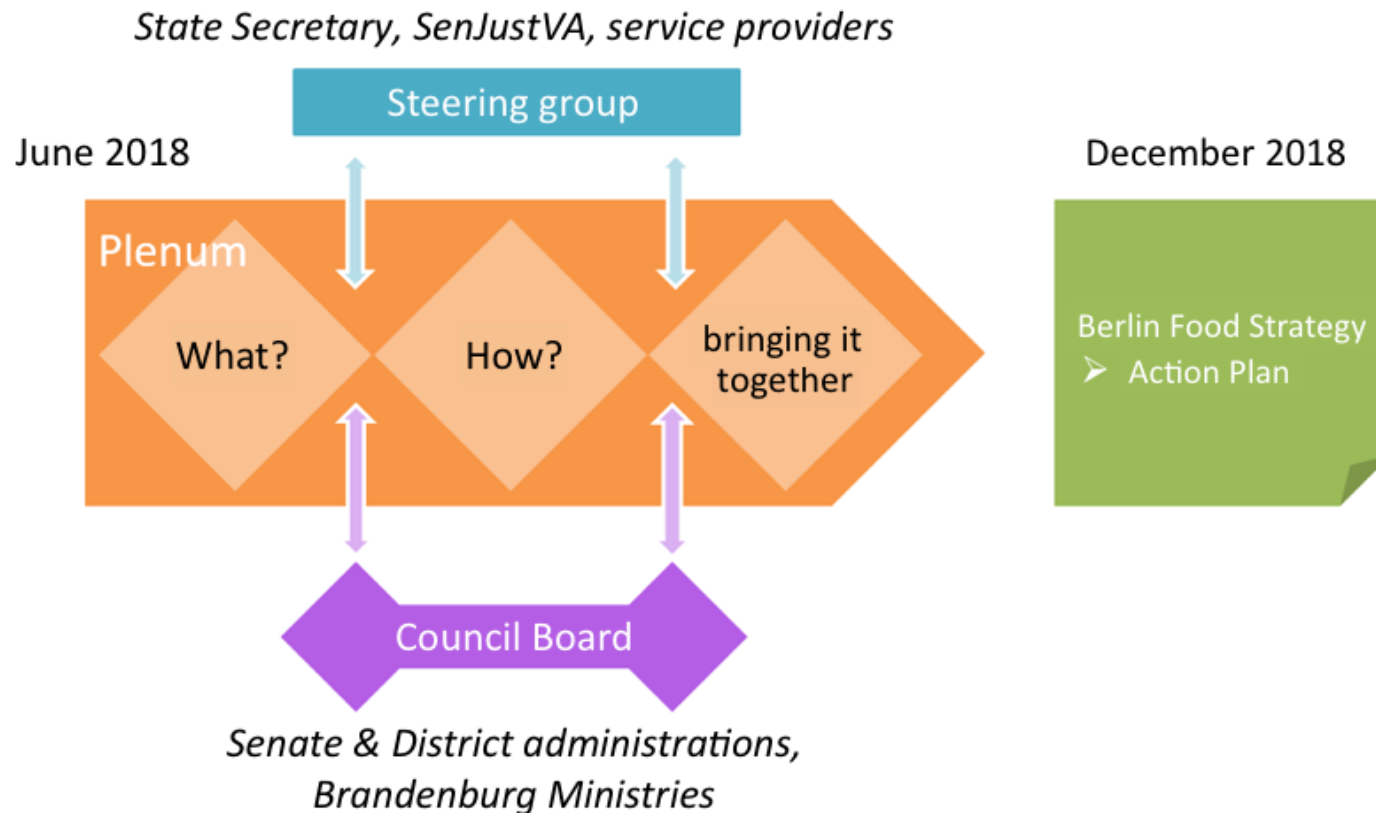 State Secretary, SenJustVA, service providers
Steering group
June 2018
December 2018
Plenum
What?
How?
bringing it
together
Berlin Food Strategy
➢ Action Plan
Council Board
Senate & District administrations,
Brandenburg Ministries